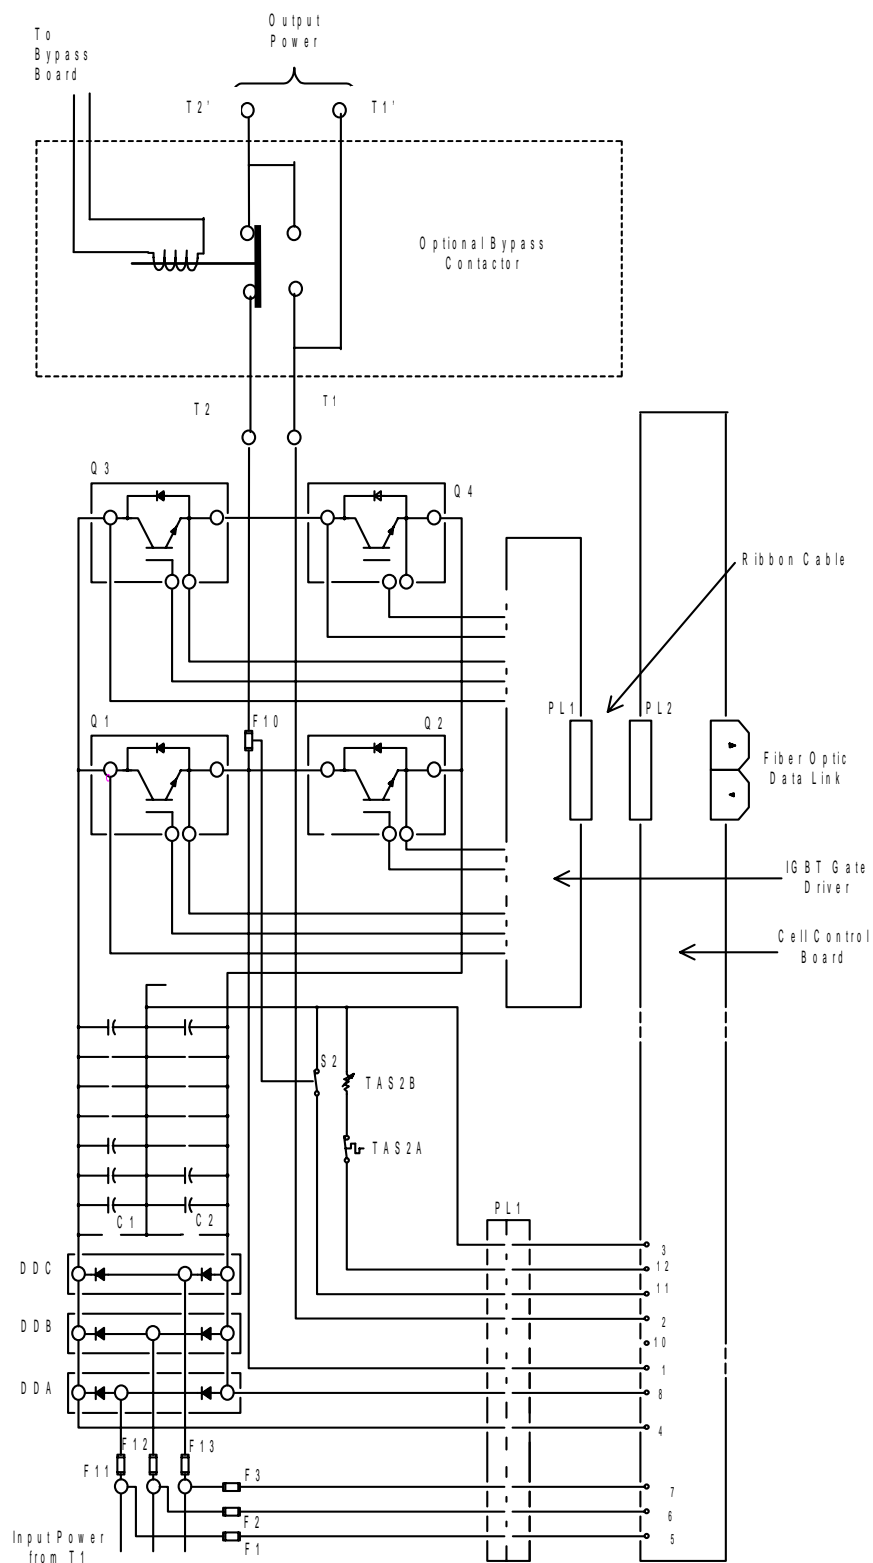 To
Bypass
Board
Output
Power
T2'
T1'
Optional Bypass
Contactor
T2
T1
Q3
Q4
Ribbon Cable
PL1
PL2
Q1
F10
Q2
Fiber Optic
Data Link
IGBT Gate
Driver
Cell Control
Board
S2
TAS2B
TAS2A
C1
C2
PL1
3
12
11
2
10
1
8
4
7
6
5
DDC
DDB
DDA
F12
F13
F11
F3
F2
F1
Input Power
from T1